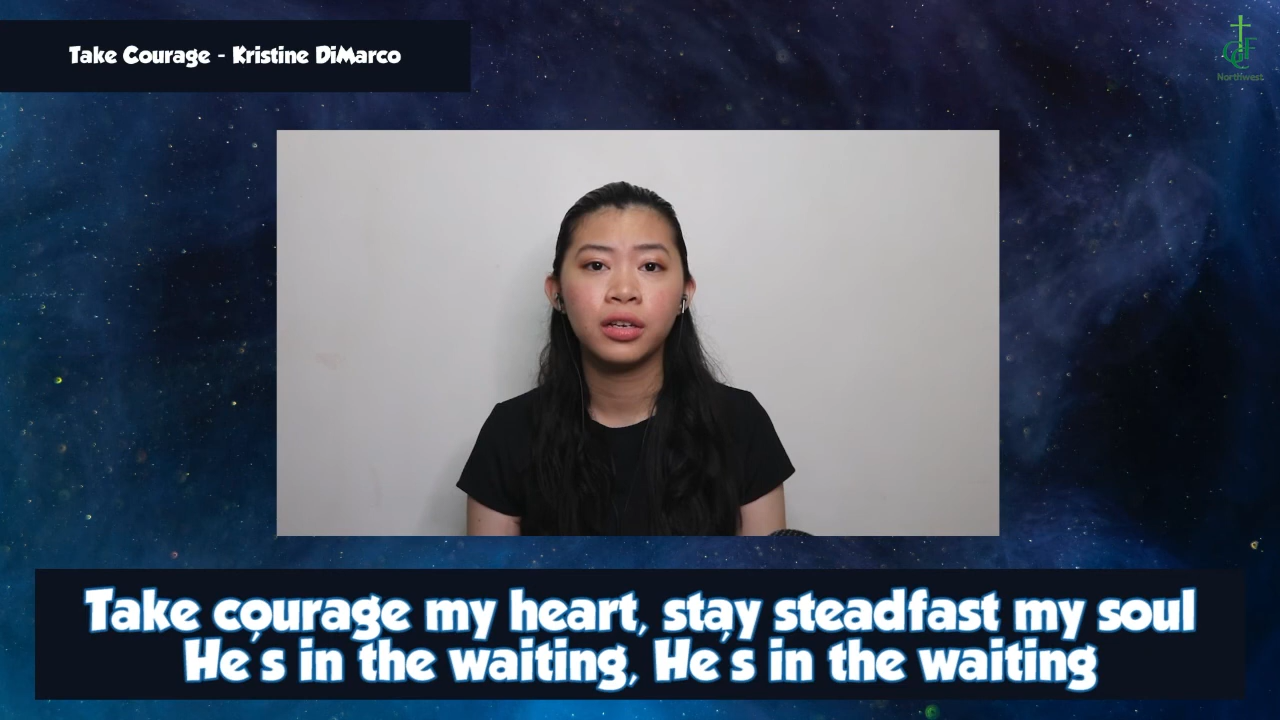 Take Courage - Kristine DiMarco
Northwest
Take courage my heart, stay steadfast my soul
He's in the waiting, He's in the waiting